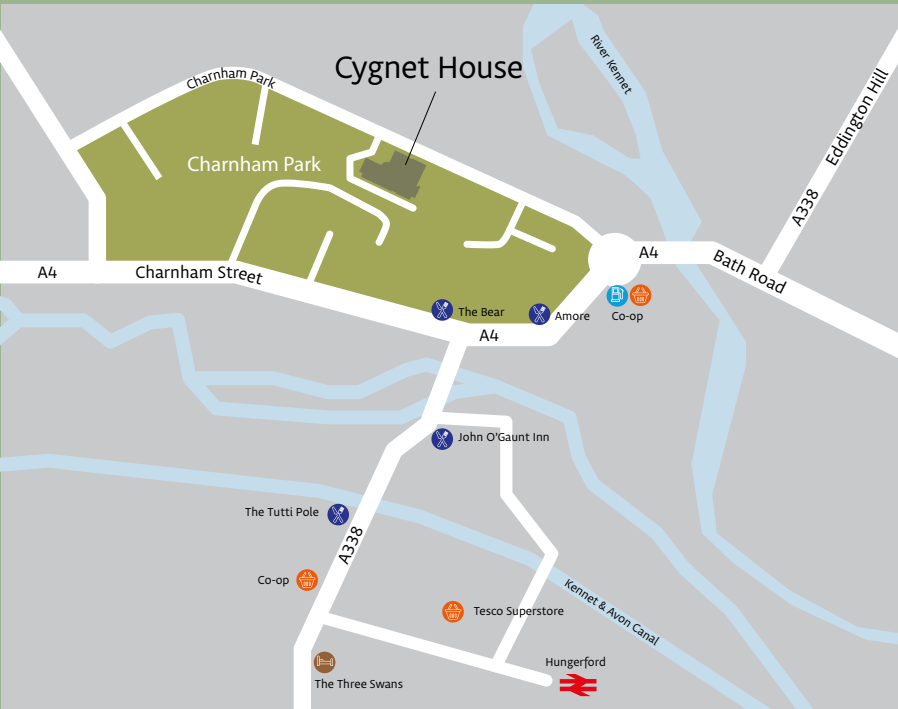 Cygnet House
River Kennet
Charnham Park
Eddington Hill
Charnham Park
A338
A4
Bath Road
A4
Charnham Street
The Bear
Amore
Co-op
A4
John O'Gaunt Inn
The Tutti Pole
A338
Co-op
Tesco Superstore
Kennet & Avon Canal
Hungerford
The Three Swans